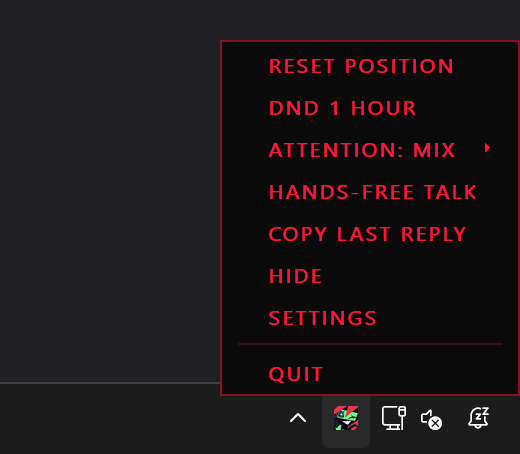 RESET POSITION
DND 1 HOUR
ATTENTION: MIX
HANDS-FREE TALK
COPY LAST REPLY
HIDE
SETTINGS
QUIT